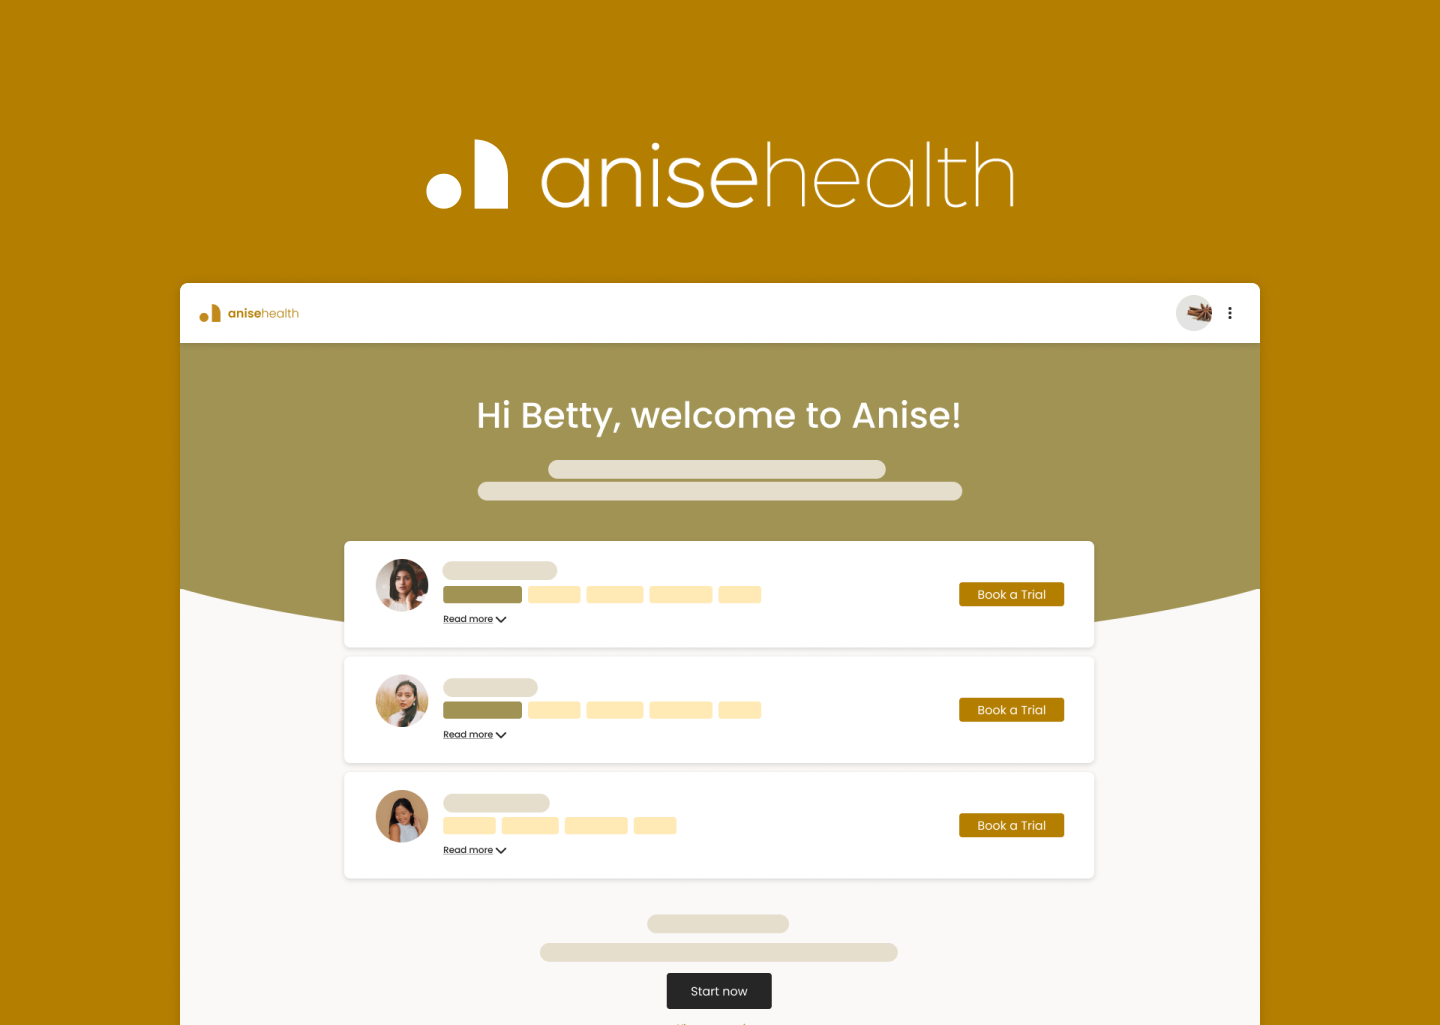 anisehealth
anisehealth
Hi Betty, welcome to Anise!
Read more
Book a Trial
Read more
Book a Trial
Read more
Book a Trial
Start now